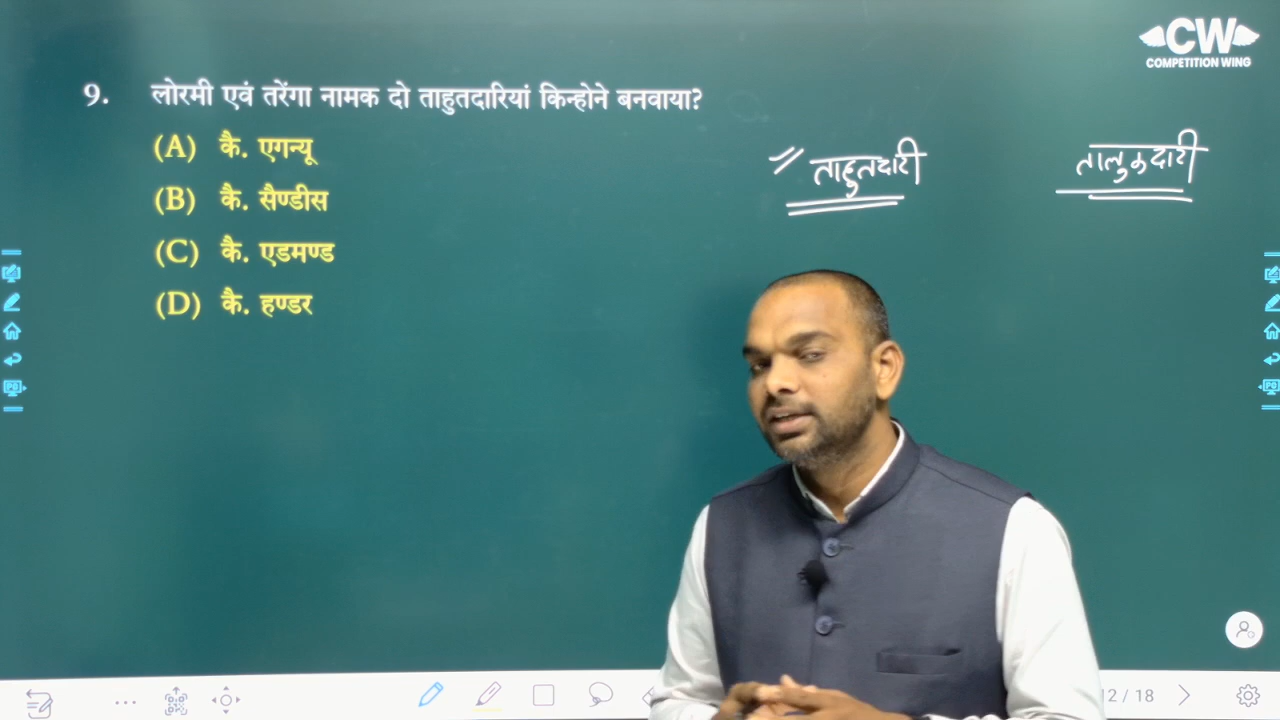 CW
COMPETITION WING
9. लोरमी एवं तरेंगा नामक दो ताहुतदारियां किन्होने बनवाया?
(A) कै. एगन्यू
(B) कै. सैण्डीस
(C) कै. एडमण्ड
(D) कै. हण्डर
ताहुतदारी
तालुकदारी
12 / 18